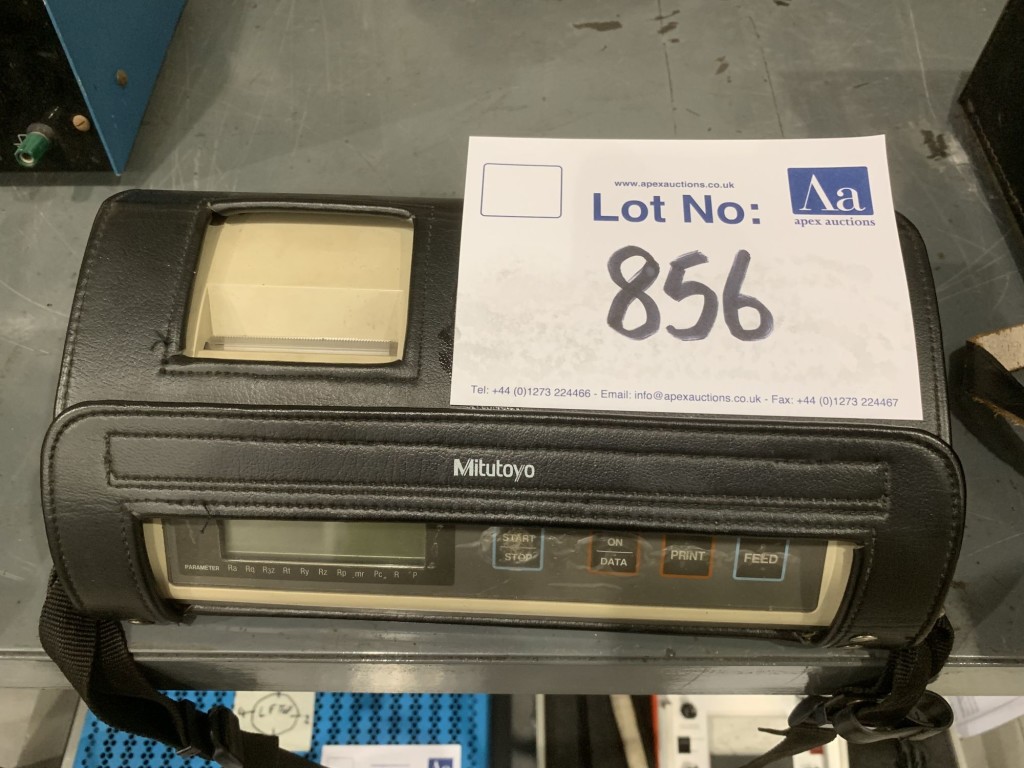 www.apexauctions.co.uk
Lot No:
Aa
apex auctions
856
Tel: +44 (0)1273 224466 - Email: info@apexauctions.co.uk - Fax: +44 (0)1273 224467
Mitutoyo
START
STOP
ON
DATA
PRINT
FEED
PARAMETER Ra Rq R3z Rt Ry Rz Rp mr Pc R